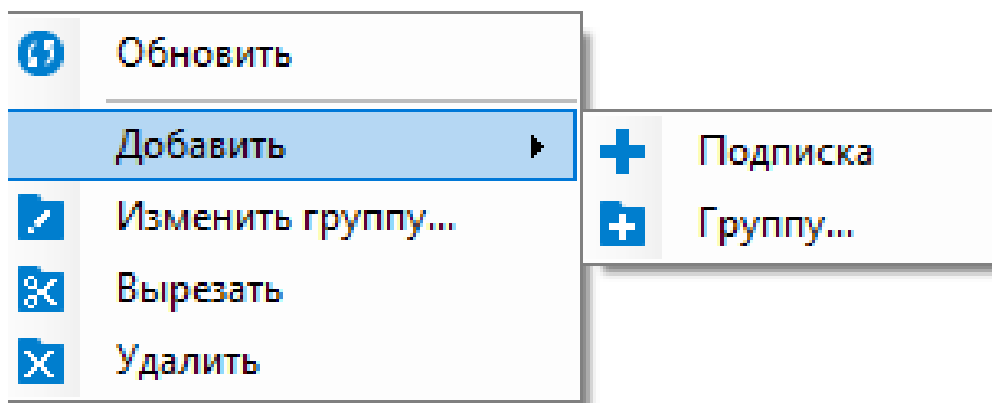 Обновить
Добавить
Подписка
Изменить группу...
Группу...
Вырезать
Удалить